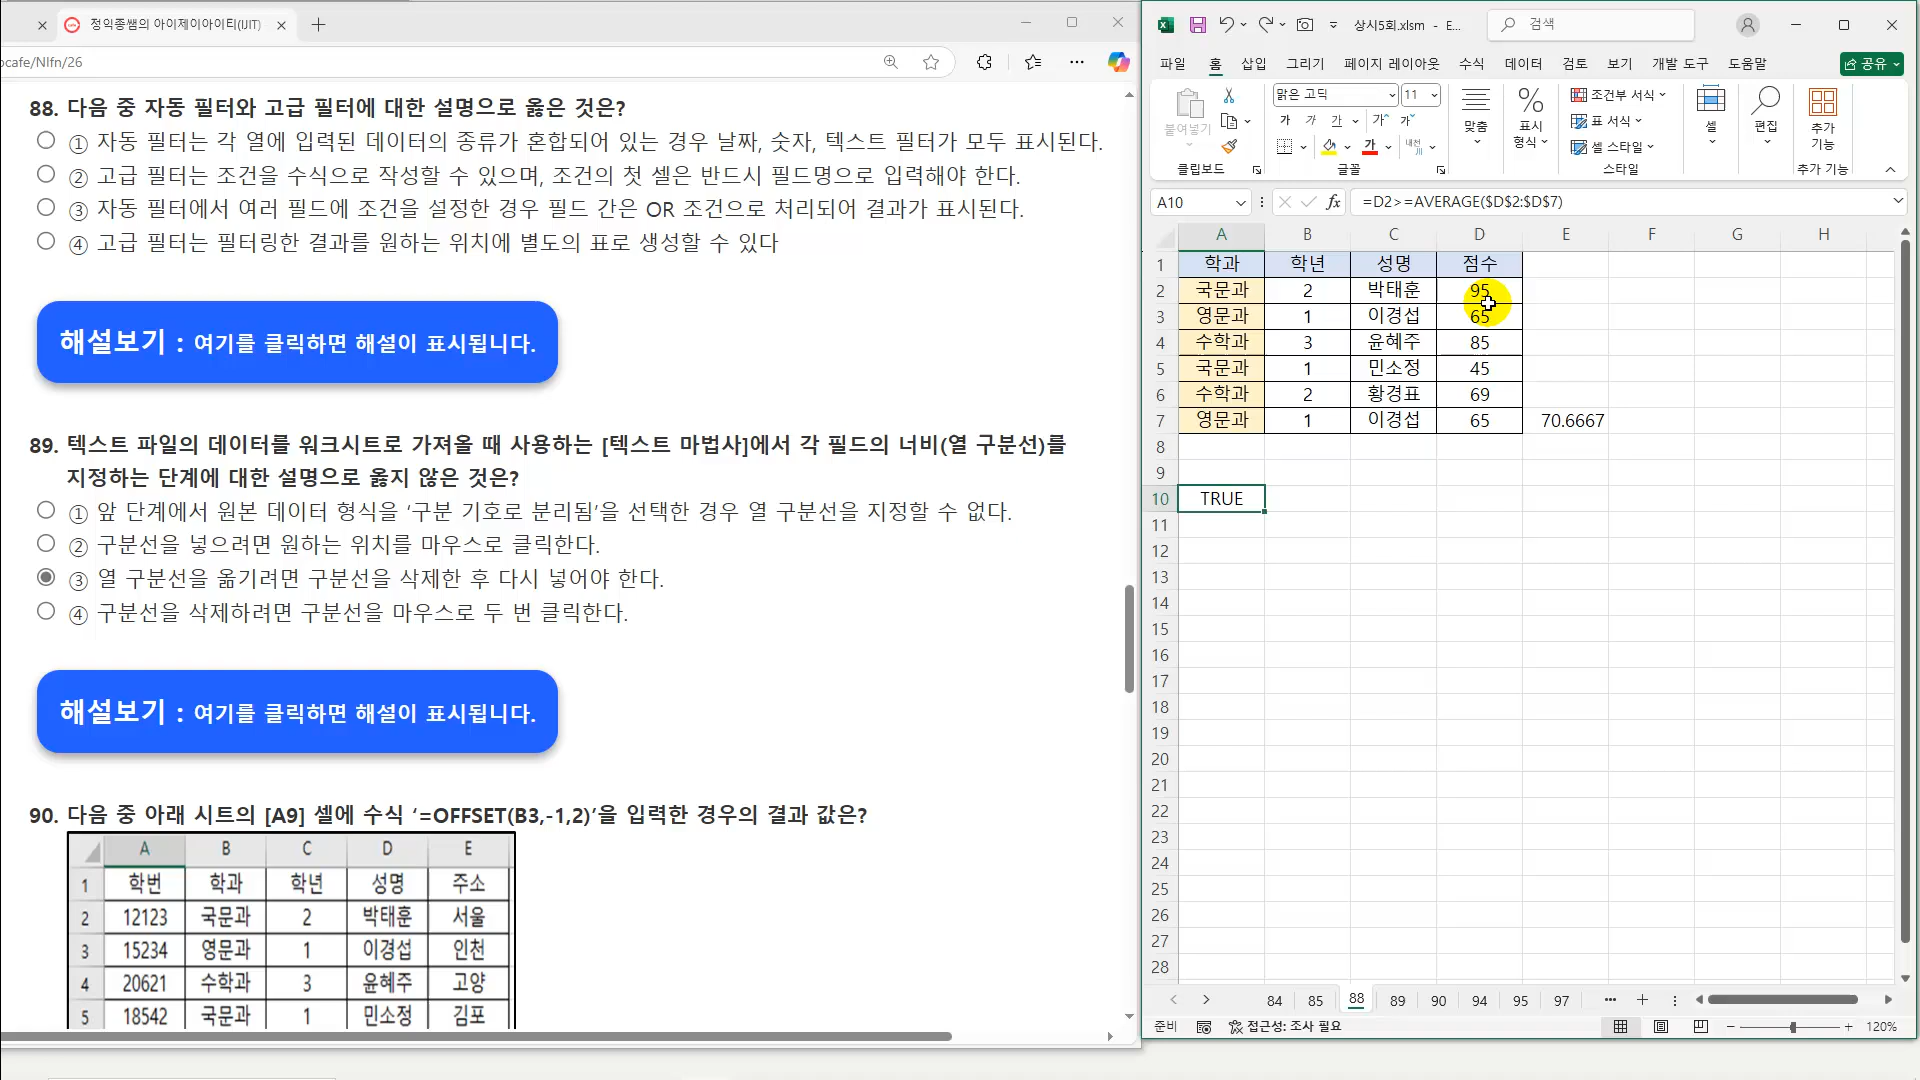 정익종쌤의 아이제이아이티(IJIT)
ocafe/NIfn/26
88. 다음 중 자동 필터와 고급 필터에 대한 설명으로 옳은 것은?
① 자동 필터는 각 열에 입력된 데이터의 종류가 혼합되어 있는 경우 날짜, 숫자, 텍스트 필터가 모두 표시된다.
② 고급 필터는 조건을 수식으로 작성할 수 있으며, 조건의 첫 셀은 반드시 필드명으로 입력해야 한다.
③ 자동 필터에서 여러 필드에 조건을 설정한 경우 필드 간은 OR 조건으로 처리되어 결과가 표시된다.
④ 고급 필터는 필터링한 결과를 원하는 위치에 별도의 표로 생성할 수 있다
해설보기 : 여기를 클릭하면 해설이 표시됩니다.
89. 텍스트 파일의 데이터를 워크시트로 가져올 때 사용하는 [텍스트 마법사]에서 각 필드의 너비(열 구분선)를
지정하는 단계에 대한 설명으로 옳지 않은 것은?
① 앞 단계에서 원본 데이터 형식을 ‘구분 기호로 분리됨’을 선택한 경우 열 구분선을 지정할 수 없다.
② 구분선을 넣으려면 원하는 위치를 마우스로 클릭한다.
③ 열 구분선을 옮기려면 구분선을 삭제한 후 다시 넣어야 한다.
④ 구분선을 삭제하려면 구분선을 마우스로 두 번 클릭한다.
해설보기 : 여기를 클릭하면 해설이 표시됩니다.
90. 다음 중 아래 시트의 [A9] 셀에 수식 ‘=OFFSET(B3,-1,2)’을 입력한 경우의 결과 값은?
A B C D E
1 학번 학과 학년 성명 주소
2 12123 국문과 2 박태훈 서울
3 15234 영문과 1 이경섭 인천
4 20621 수학과 3 윤혜주 고양
5 18542 국문과 1 민소정 김포
상시5회.xlsm - E...
검색
파일 홈 삽입 그리기 페이지 레이아웃 수식 데이터 검토 보기 개발 도구 도움말 공유
붙여넣기
클립보드
맑은 고딕 11
가 가 가 가 가
가 내천
글꼴
맞춤
표시
형식
조건부 서식
표 서식
셀 스타일
스타일
셀
편집
추가
기능
추가 기능
A10 fx =D2>=AVERAGE($D$2:$D$7)
A B C D E F G H
1 학과 학년 성명 점수
2 국문과 2 박태훈 95
3 영문과 1 이경섭 65
4 수학과 3 윤혜주 85
5 국문과 1 민소정 45
6 수학과 2 황경표 69
7 영문과 1 이경섭 65 70.6667
8
9
10 TRUE
11
12
13
14
15
16
17
18
19
20
21
22
23
24
25
26
27
28
84 85 88 89 90 94 95 97 ...
준비 접근성: 조사 필요 120%